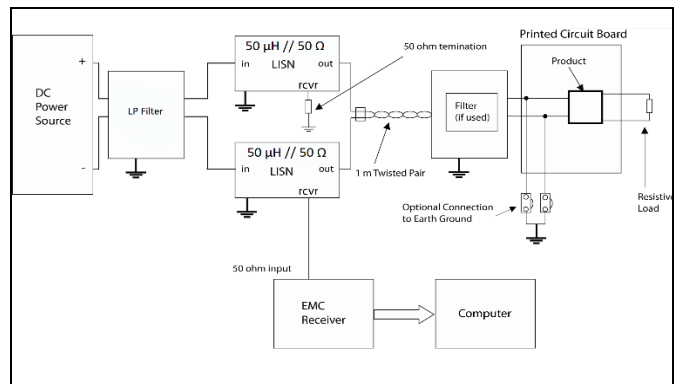 Printed Circuit Board
50 µH // 50 Ω
in LISN out
rcvr
50 ohm temination
Product
+
DC
Power
Source
-
LP Filter
Filter
(if used)
50 µH // 50 Ω
in LISN out
rcvr
1 m Twisted Pair
Optional Connection
to Earth Ground
Resistive
Load
50 ohm input
EMC
Receiver
Computer